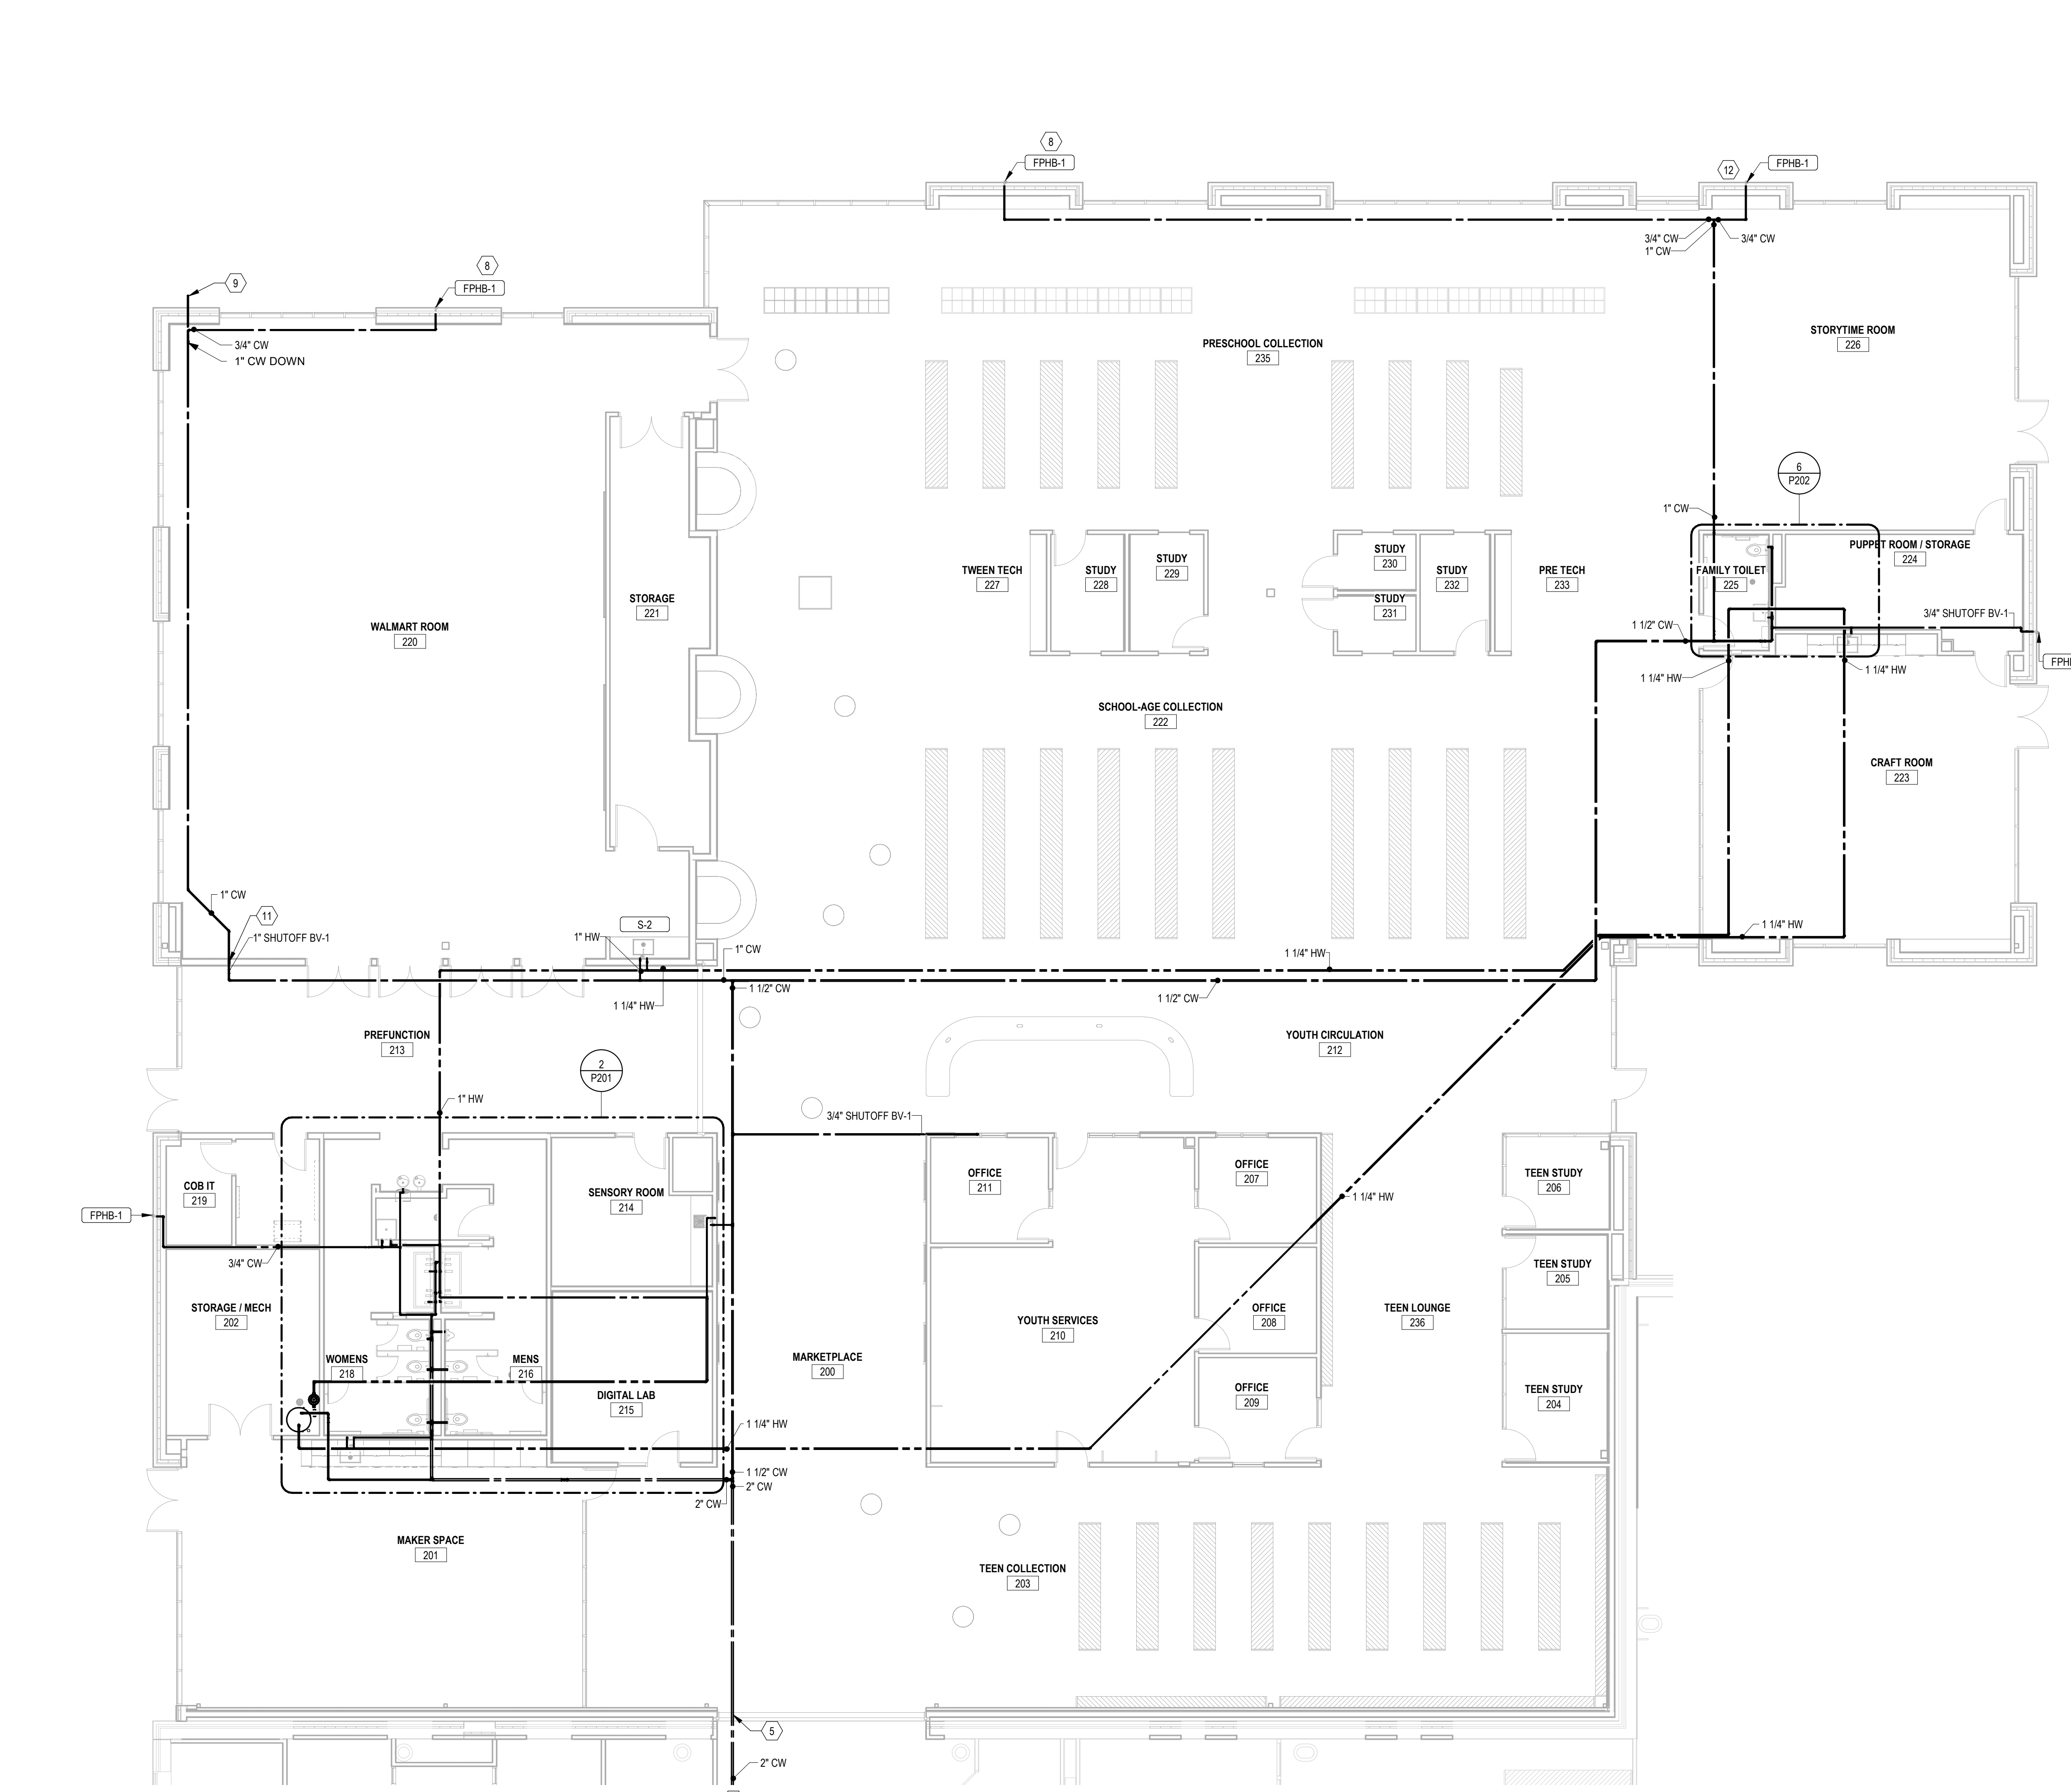 8
FPHB-1
12
FPHB-1
3/4" CW
3/4" CW
1" CW
8
FPHB-1
9
3/4" CW
1" CW DOWN
STORYTIME ROOM
226
PRESCHOOL COLLECTION
235
6
P202
1" CW
PUPPET ROOM / STORAGE
224
FAMILY TOILET
225
STUDY
230
STUDY
229
TWEEN TECH
227
STUDY
228
STUDY
232
PRE TECH
233
STUDY
231
STORAGE
221
WALMART ROOM
220
3/4" SHUTOFF BV-1
1 1/2" CW
FPH
1 1/4" HW
1 1/4" HW
SCHOOL-AGE COLLECTION
222
CRAFT ROOM
223
1" CW
11
1" SHUTOFF BV-1
S-2
1" HW
1" CW
1 1/4" HW
1 1/4" HW
1 1/2" CW
1 1/4" HW
1 1/2" CW
PREFUNCTION
213
YOUTH CIRCULATION
212
2
P201
1" HW
3/4" SHUTOFF BV-1
COB IT
219
SENSORY ROOM
214
OFFICE
211
OFFICE
207
TEEN STUDY
206
1 1/4" HW
FPHB-1
3/4" CW
TEEN STUDY
205
STORAGE / MECH
202
YOUTH SERVICES
210
OFFICE
208
TEEN LOUNGE
236
WOMENS
218
MENS
216
MARKETPLACE
200
DIGITAL LAB
215
OFFICE
209
TEEN STUDY
204
1 1/4" HW
1 1/2" CW
2" CW
2" CW
MAKER SPACE
201
TEEN COLLECTION
203
5
2" CW